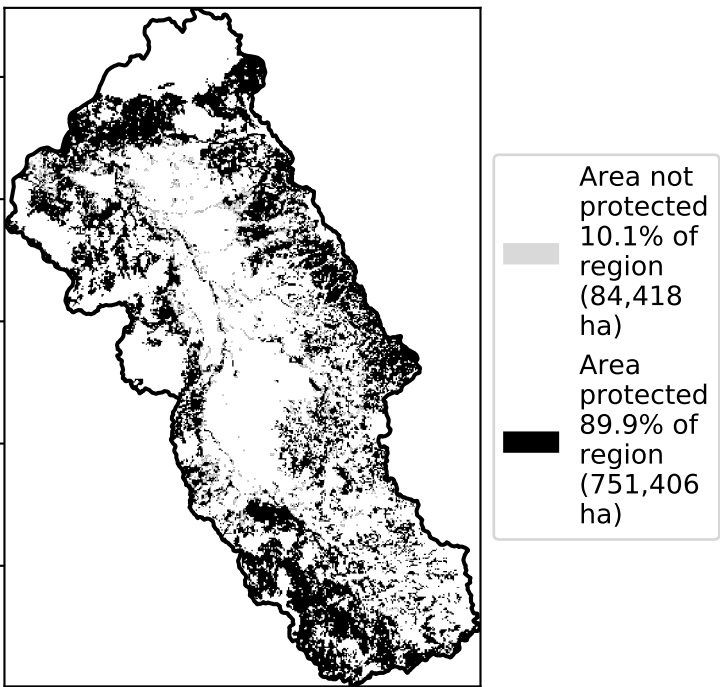 Area not
protected
10.1% of
region
(84,418
ha)
Area
protected
89.9% of
region
(751,406
ha)